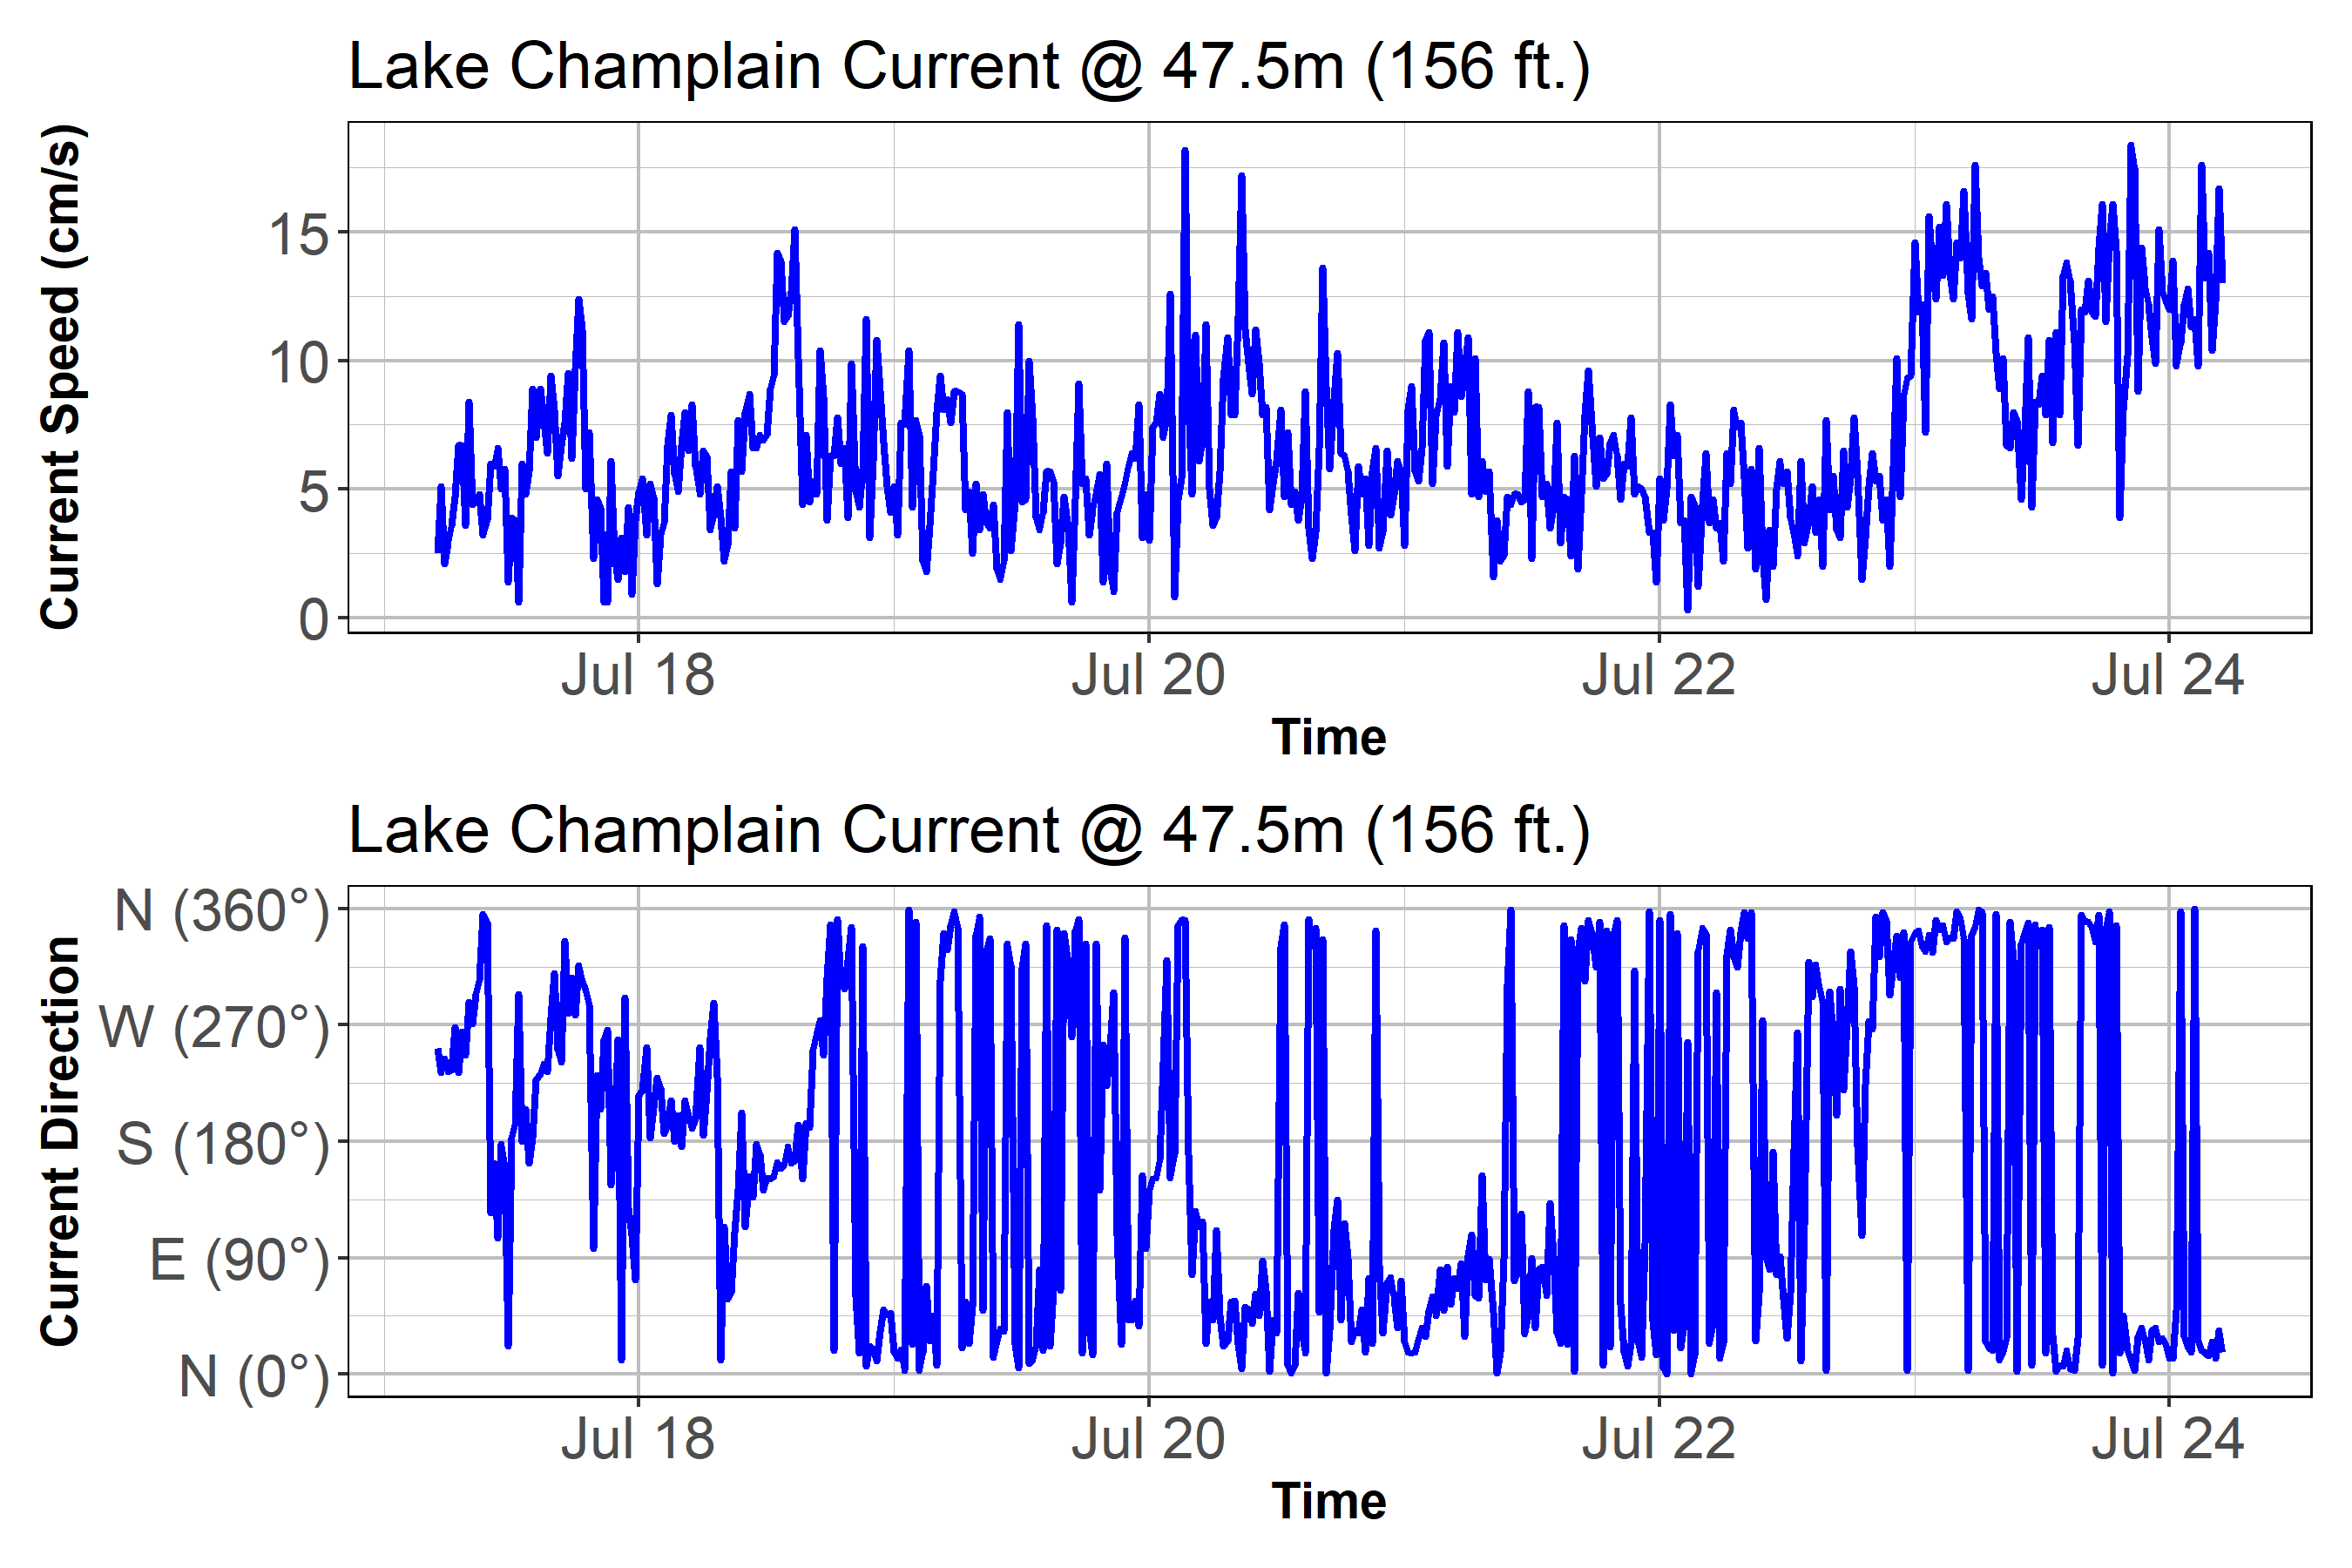 Lake Champlain Current @ 47.5m (156 ft.)
Current Speed (cm/s)
15
10
5
0
Jul 18 Jul 20 Jul 22 Jul 24
Time
Lake Champlain Current @ 47.5m (156 ft.)
Current Direction
N (360°)
W (270°)
S (180°)
E (90°)
N (0°)
Jul 18 Jul 20 Jul 22 Jul 24
Time